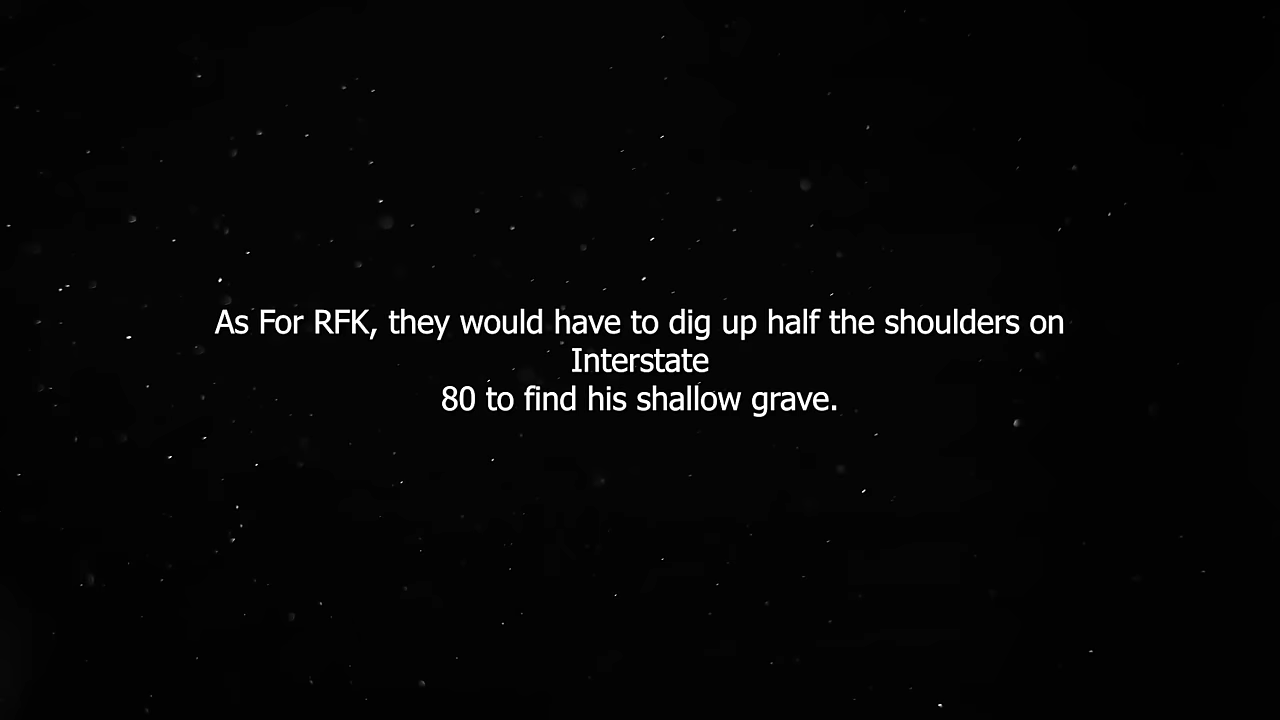 As For RFK, they would have to dig up half the shoulders on
Interstate
80 to find his shallow grave.